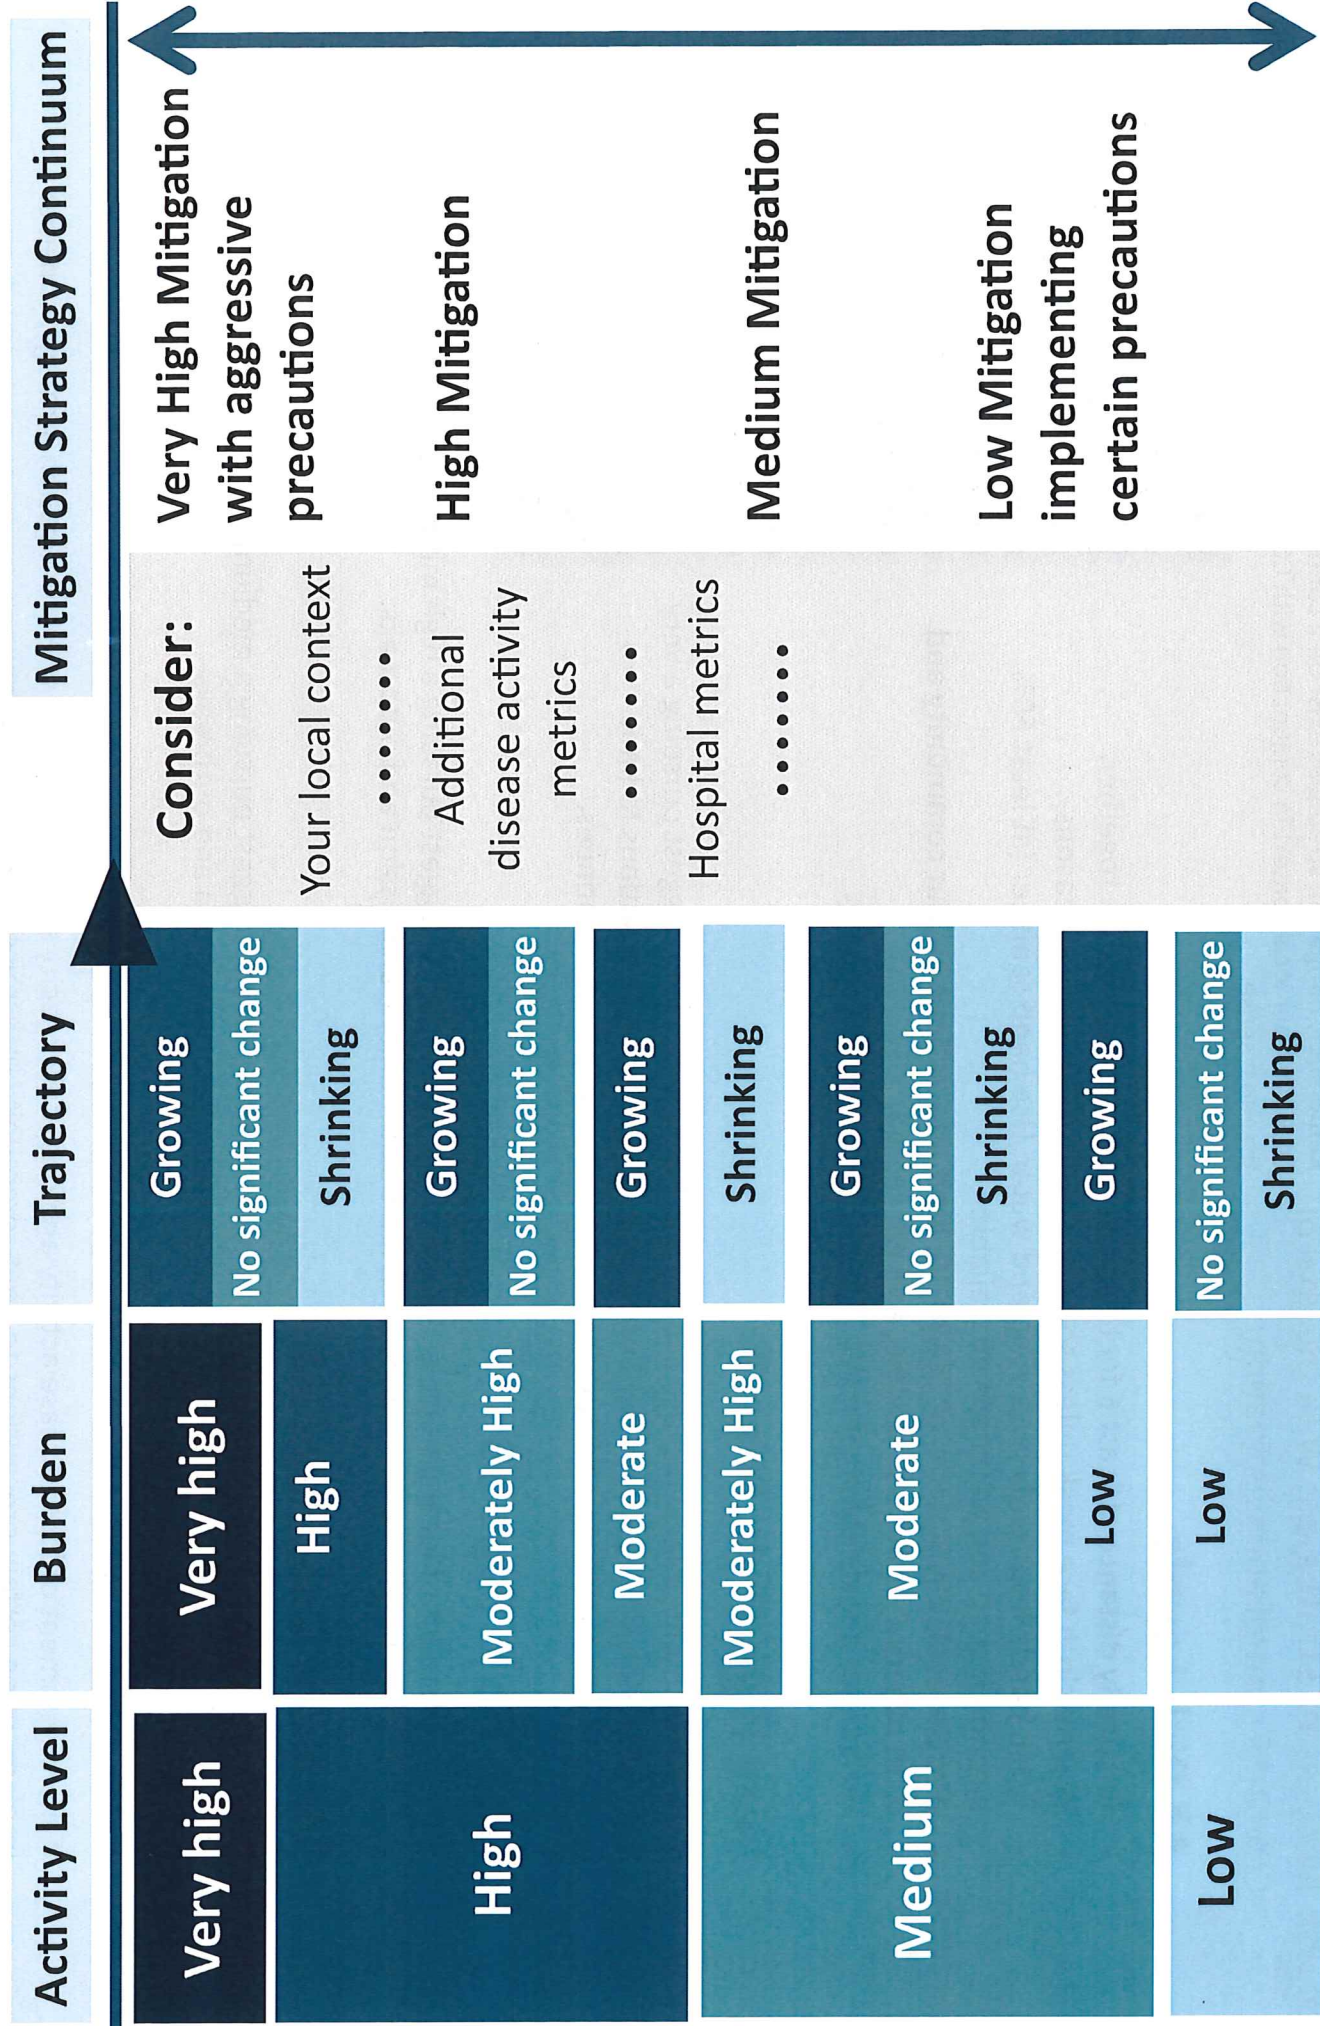 Activity Level
Burden
Trajectory
Mitigation Strategy Continuum
Very high
High
Medium
Low
Very high
High
Moderately High
Moderate
Moderately High
Moderate
Low
Low
Growing
No significant change
Shrinking
Growing
No significant change
Growing
Shrinking
Growing
No significant change
Shrinking
Growing
No significant change
Shrinking
Consider:
Your local context
Additional
disease activity
metrics
Hospital metrics
Very High Mitigation
with aggressive
precautions
High Mitigation
Medium Mitigation
Low Mitigation
implementing
certain precautions